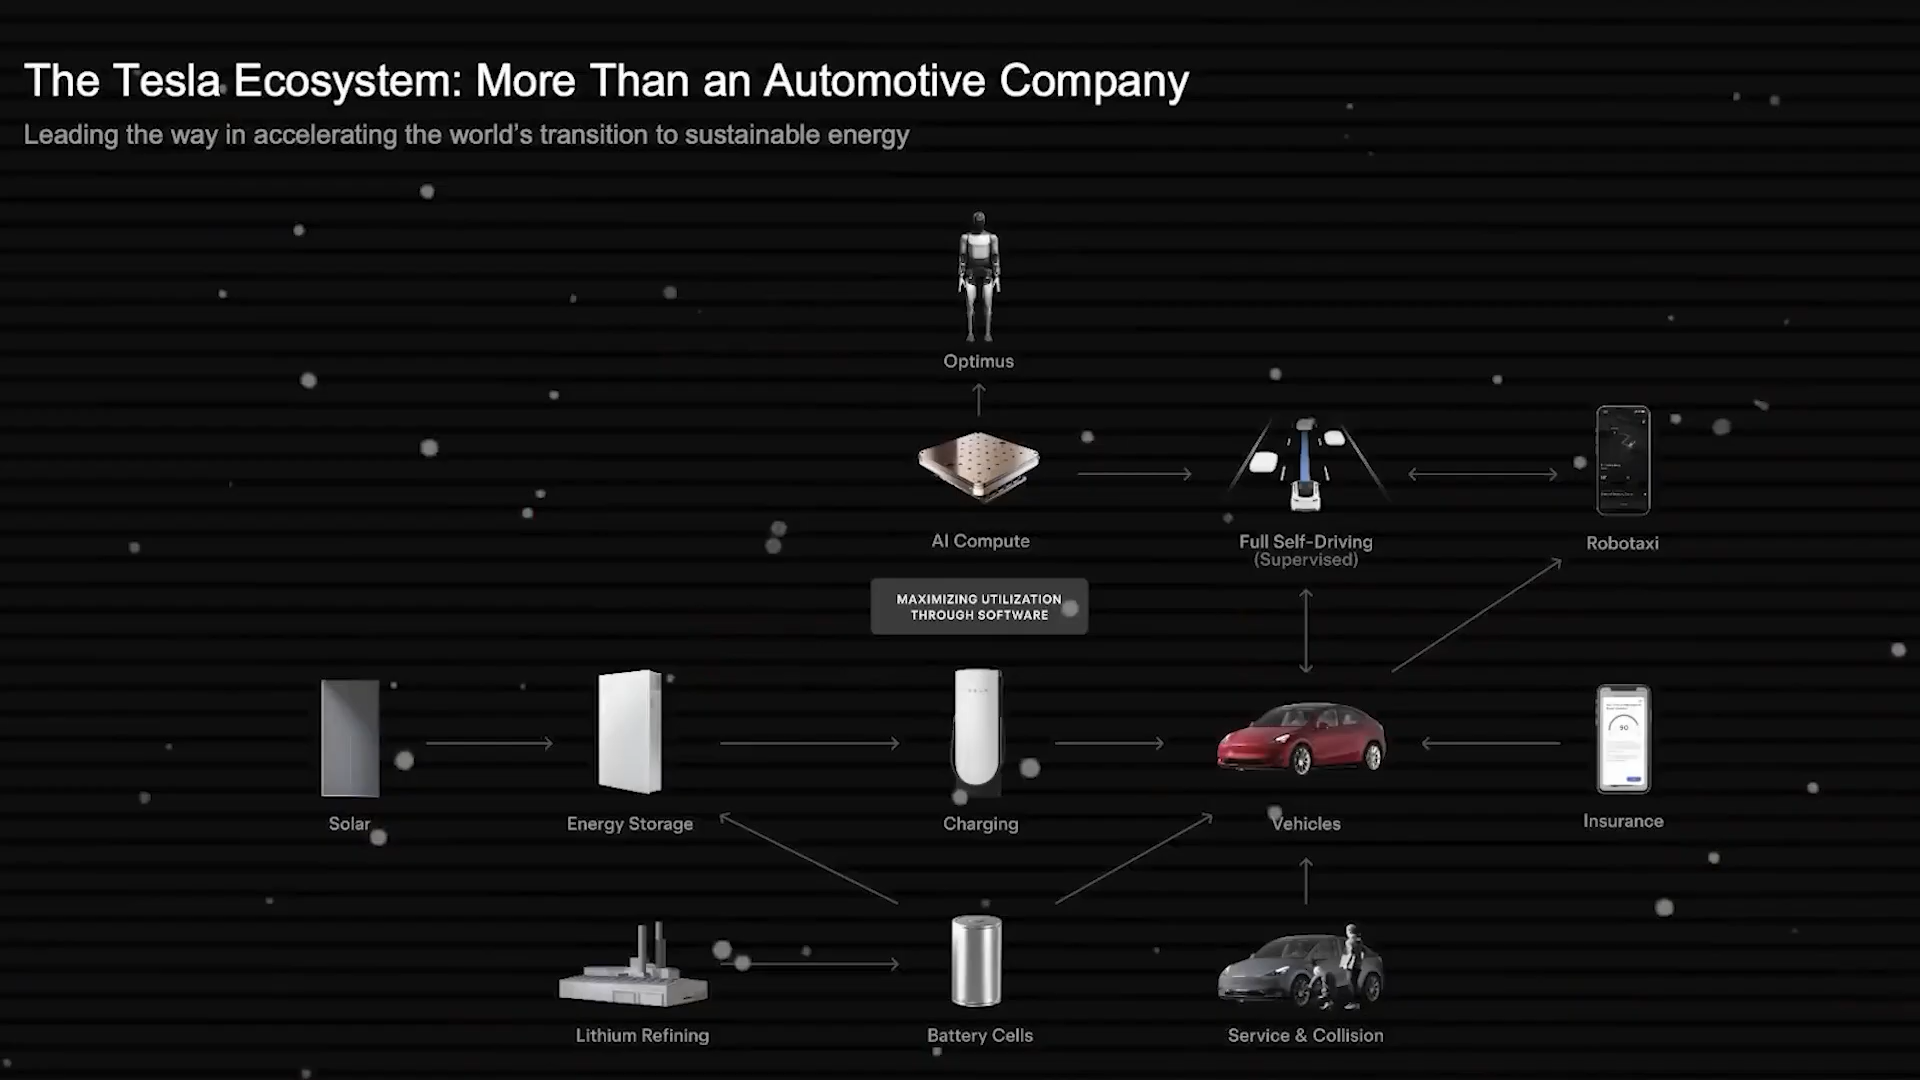 The Tesla Ecosystem: More Than an Automotive Company
Leading the way in accelerating the world's transition to sustainable energy
Optimus
AI Compute
Full Self-Driving
(Supervised)
Robotaxi
MAXIMIZING UTILIZATION
THROUGH SOFTWARE
Solar
Energy Storage
Charging
Vehicles
Insurance
90
Lithium Refining
Battery Cells
Service & Collision